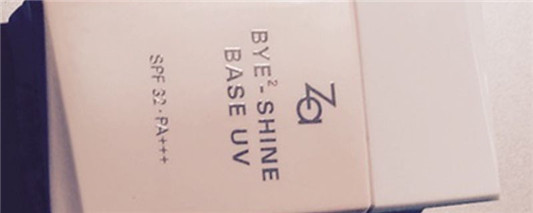 Za
BYE²-SHINE
BASE UV
SPF 32・PA+++